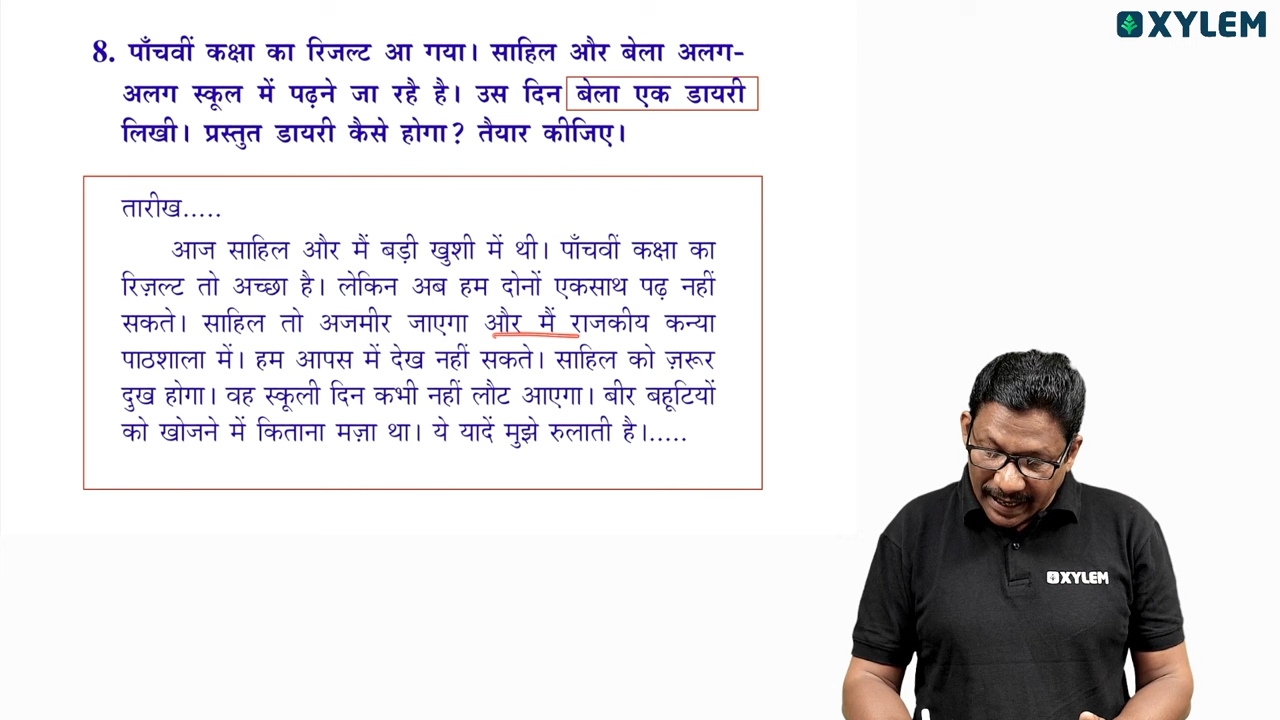 XYLEM
8. पाँचवीं कक्षा का रिजल्ट आ गया। साहिल और बेला अलग-
अलग स्कूल में पढ़ने जा रहै है। उस दिन बेला एक डायरी
लिखी। प्रस्तुत डायरी कैसे होगा? तैयार कीजिए।
तारीख.....
आज साहिल और मैं बड़ी खुशी में थी। पाँचवीं कक्षा का
रिज़ल्ट तो अच्छा है। लेकिन अब हम दोनों एकसाथ पढ़ नहीं
सकते। साहिल तो अजमीर जाएगा और मैं राजकीय कन्या
पाठशाला में। हम आपस में देख नहीं सकते। साहिल को ज़रूर
दुख होगा। वह स्कूली दिन कभी नहीं लौट आएगा। बीर बहूटियों
को खोजने में किताना मज़ा था। ये यादें मुझे रुलाती है।.....
XYLEM